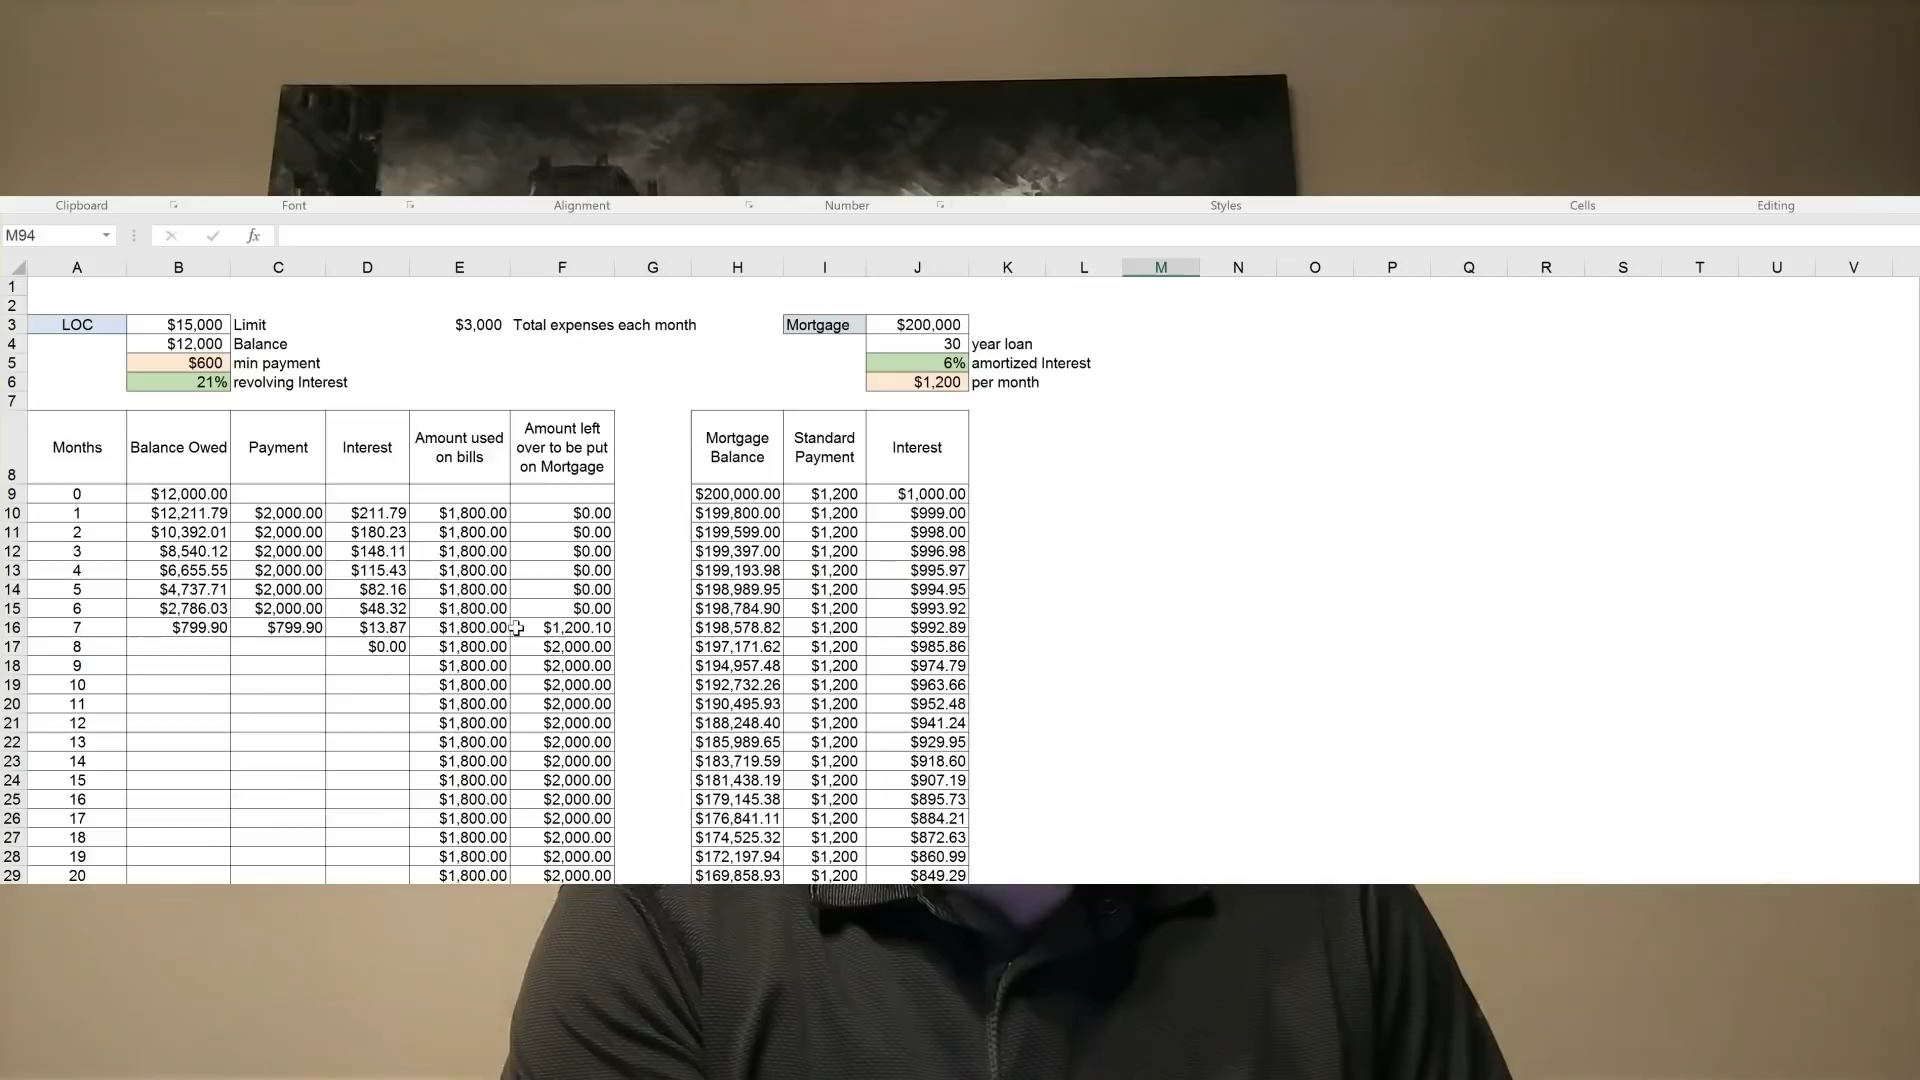 Clipboard Font Alignment Number Styles Cells Editing
M94 fx
A B C D E F G H I J K L M N O P Q R S T U V
1
2
3 LOC $15,000 Limit $3,000 Total expenses each month Mortgage $200,000
4 $12,000 Balance 30 year loan
5 $600 min payment 6% amortized Interest
6 21% revolving Interest $1,200 per month
7
8 Months Balance Owed Payment Interest Amount used on bills Amount left over to be put on Mortgage Mortgage Balance Standard Payment Interest
9 0 $12,000.00 $200,000.00 $1,200 $1,000.00
10 1 $12,211.79 $2,000.00 $211.79 $1,800.00 $0.00 $199,800.00 $1,200 $999.00
11 2 $10,392.01 $2,000.00 $180.23 $1,800.00 $0.00 $199,599.00 $1,200 $998.00
12 3 $8,540.12 $2,000.00 $148.11 $1,800.00 $0.00 $199,397.00 $1,200 $996.98
13 4 $6,655.55 $2,000.00 $115.43 $1,800.00 $0.00 $199,193.98 $1,200 $995.97
14 5 $4,737.71 $2,000.00 $82.16 $1,800.00 $0.00 $198,989.95 $1,200 $994.95
15 6 $2,786.03 $2,000.00 $48.32 $1,800.00 $0.00 $198,784.90 $1,200 $993.92
16 7 $799.90 $799.90 $13.87 $1,800.00 $1,200.10 $198,578.82 $1,200 $992.89
17 8 $0.00 $1,800.00 $2,000.00 $197,171.62 $1,200 $985.86
18 9 $1,800.00 $2,000.00 $194,957.48 $1,200 $974.79
19 10 $1,800.00 $2,000.00 $192,732.26 $1,200 $963.66
20 11 $1,800.00 $2,000.00 $190,495.93 $1,200 $952.48
21 12 $1,800.00 $2,000.00 $188,248.40 $1,200 $941.24
22 13 $1,800.00 $2,000.00 $185,989.65 $1,200 $929.95
23 14 $1,800.00 $2,000.00 $183,719.59 $1,200 $918.60
24 15 $1,800.00 $2,000.00 $181,438.19 $1,200 $907.19
25 16 $1,800.00 $2,000.00 $179,145.38 $1,200 $895.73
26 17 $1,800.00 $2,000.00 $176,841.11 $1,200 $884.21
27 18 $1,800.00 $2,000.00 $174,525.32 $1,200 $872.63
28 19 $1,800.00 $2,000.00 $172,197.94 $1,200 $860.99
29 20 $1,800.00 $2,000.00 $169,858.93 $1,200 $849.29